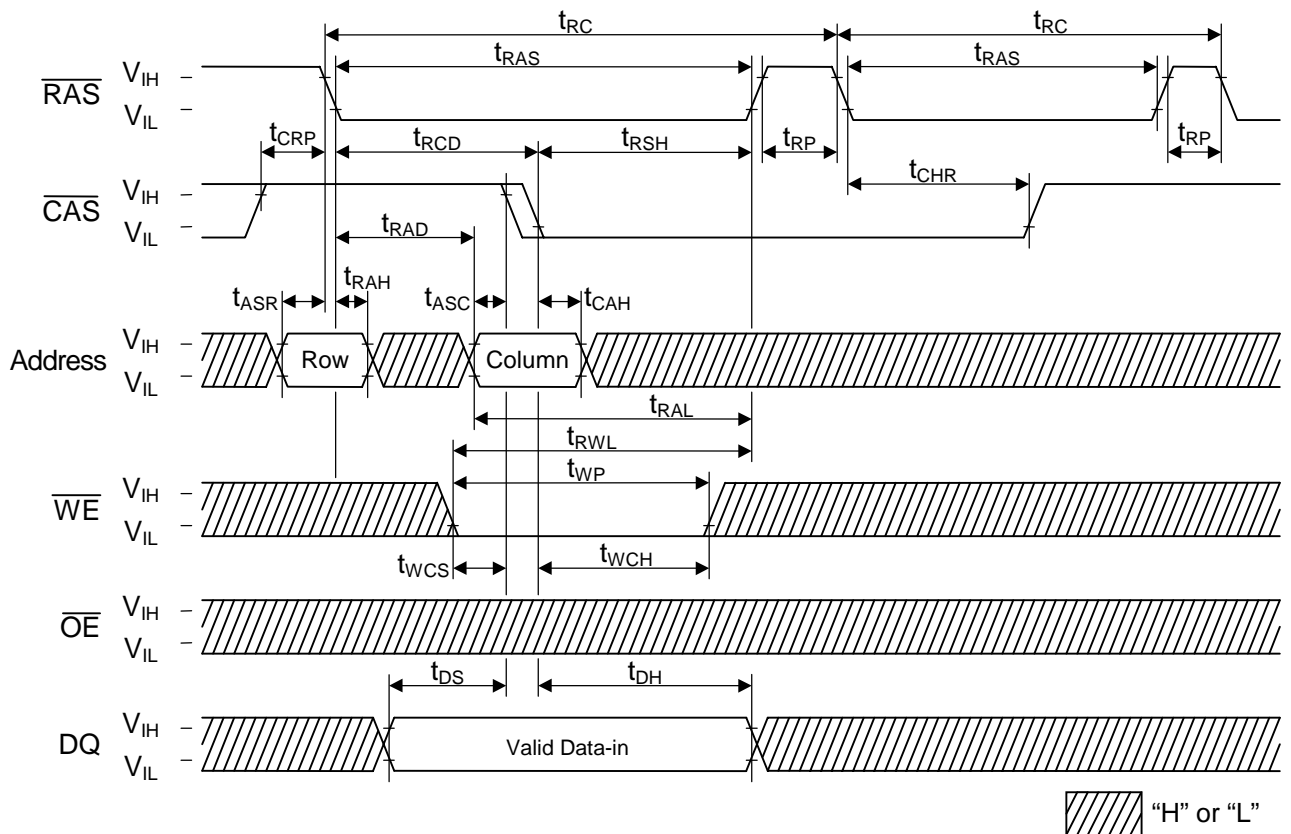 tRC tRC
tRAS tRAS
RAS VIH VIL
tCRP tRCD tRSH tRP tRP
tCHR
CAS VIH VIL
tRAD
tRAH
tASR tASC tCAH
Address VIH VIL Row Column
tRAL
tRWL
tWP
WE VIH VIL
tWCS tWCH
OE VIH VIL
tDS tDH
DQ VIH VIL Valid Data-in
“H” or “L”